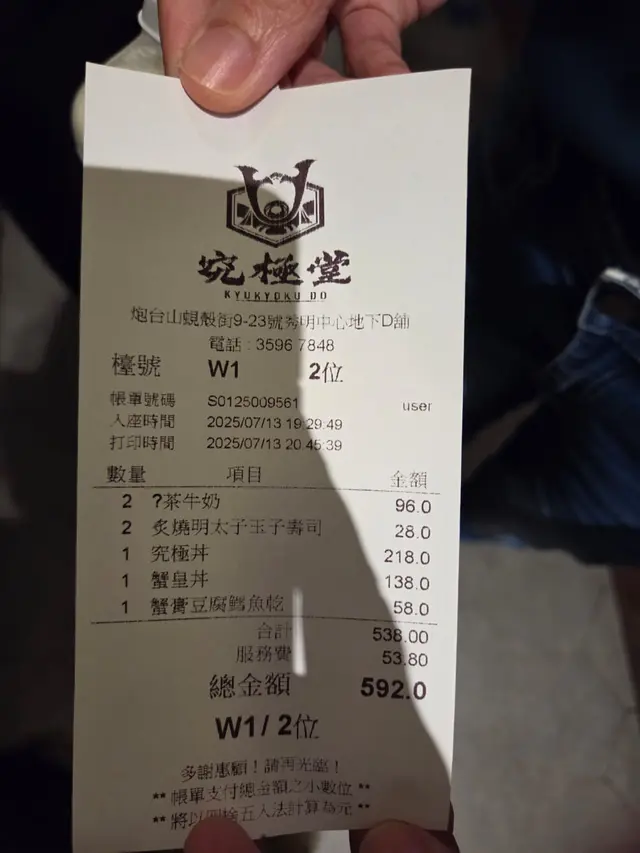 究極堂
KYUKYOKU DO
炮台山蜆殼街9-23號秀明中心地下D舖
電話 : 3596 7848
檯號 W1 2位
帳單號碼 S0125009561 user
入座時間 2025/07/13 19:29:49
打印時間 2025/07/13 20:45:39
數量 項目 金額
2 ?茶牛奶 96.0
2 炙燒明太子玉子壽司 28.0
1 究極丼 218.0
1 蟹皇丼 138.0
1 蟹膏豆腐鱈魚乾 58.0
合計 538.00
服務費 53.80
總金額 592.0
W1 / 2位
多謝惠顧！請再光臨！
** 帳單支付總金額之小數位 **
** 將以四捨五入法計算為元 **